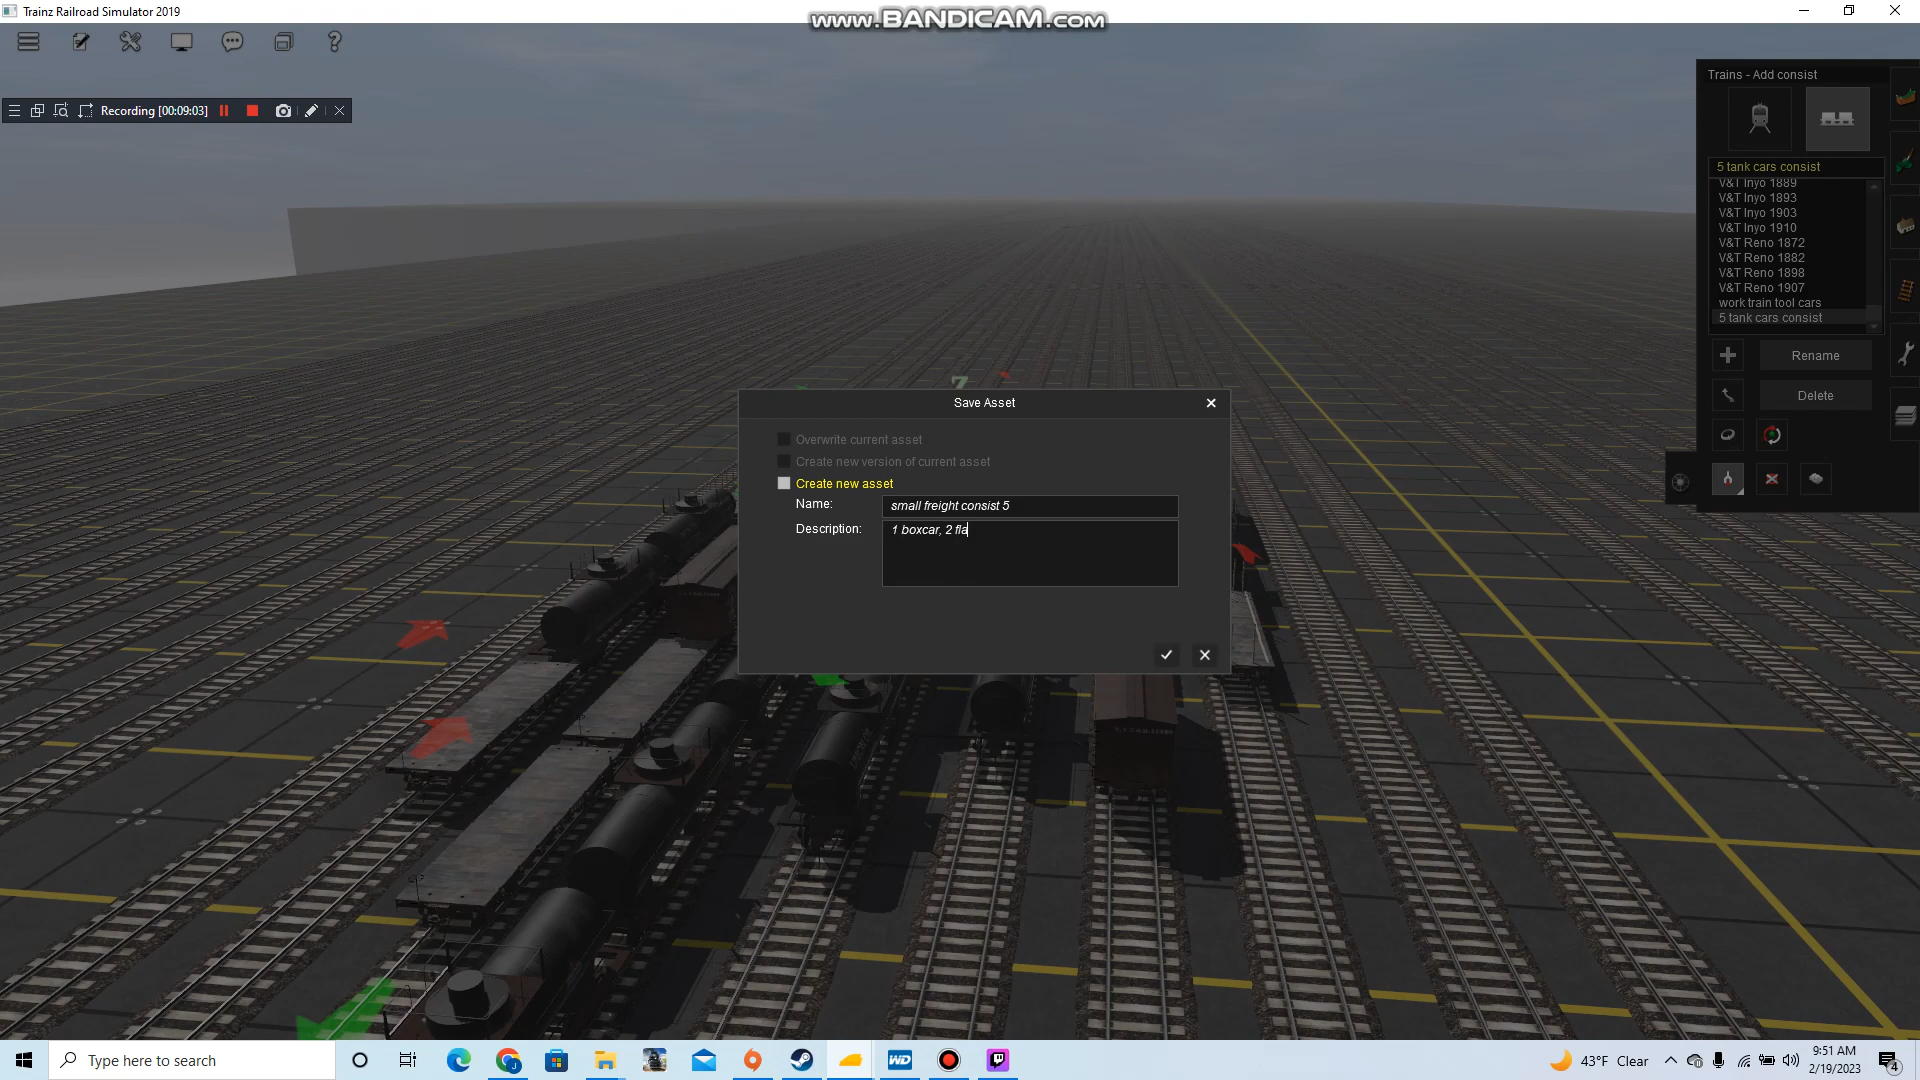 Trainz Railroad Simulator 2019
www.BANDICAM.com
Recording [00:09:03]
Trains - Add consist
5 tank cars consist
V&T Inyo 1889
V&T Inyo 1893
V&T Inyo 1903
V&T Inyo 1910
V&T Reno 1872
V&T Reno 1882
V&T Reno 1898
V&T Reno 1907
work train tool cars
5 tank cars consist
Rename
Delete
7
Save Asset
Overwrite current asset
Create new version of current asset
Create new asset
Name: small freight consist 5
Description: 1 boxcar, 2 fla
Type here to search
WD
43°F Clear
9:51 AM
2/19/2023
4